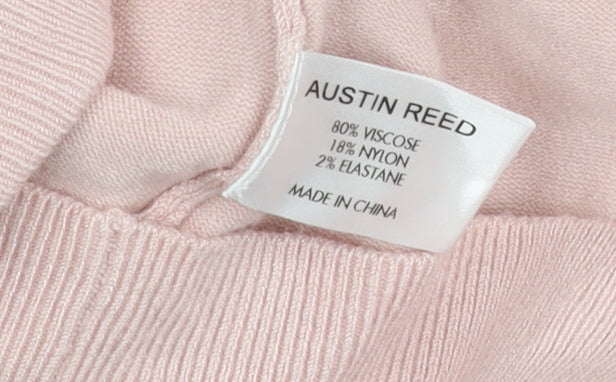 AUSTIN REED
80% VISCOSE
18% NYLON
2% ELASTANE
MADE IN CHINA